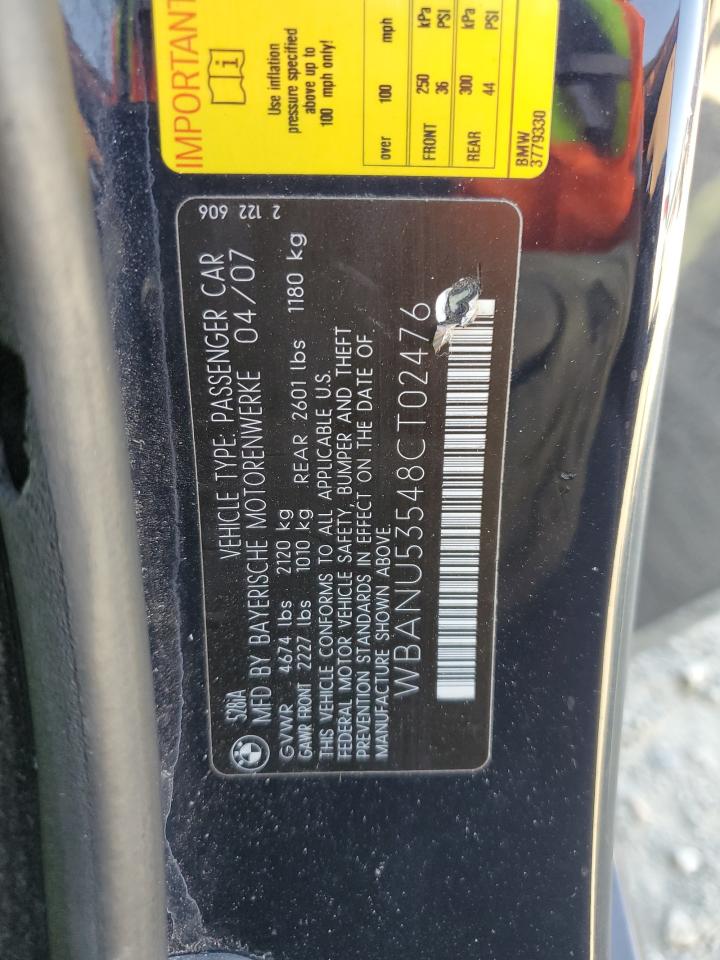 IMPORTANT
Use inflation
pressure specified
above up to
100 mph only!
over 100 mph
FRONT 250 kPa 36 PSI
REAR 300 kPa 44 PSI
BMW
37779330
2 122 606
528iA VEHICLE TYPE: PASSENGER CAR
MFD BY BAYERISCHE MOTORENWERKE 04/07
GVWR 4674 lbs 2120 kg
GAWR FRONT 2227 lbs 1010 kg REAR 2601 lbs 1180 kg
THIS VEHICLE CONFORMS TO ALL APPLICABLE U.S.
FEDERAL MOTOR VEHICLE SAFETY, BUMPER AND THEFT
PREVENTION STANDARDS IN EFFECT ON THE DATE OF
MANUFACTURE SHOWN ABOVE.
WBANU53548CT02476